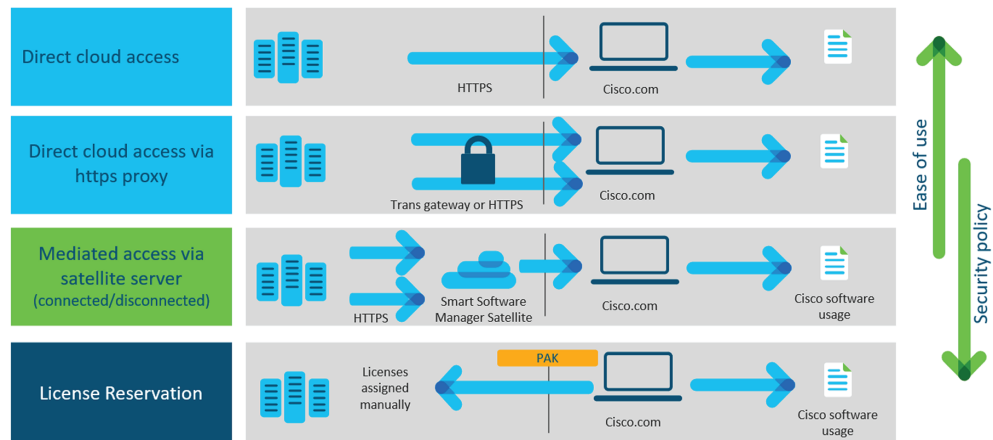 Direct cloud access
HTTPS
Cisco.com
Direct cloud access via
https proxy
Trans gateway or HTTPS
Cisco.com
Mediated access via
satellite server
(connected/disconnected)
HTTPS
Smart Software
Manager Satellite
Cisco.com
Cisco software
usage
License Reservation
Licenses
assigned
manually
PAK
Cisco.com
Cisco software
usage
Ease of use
Security policy